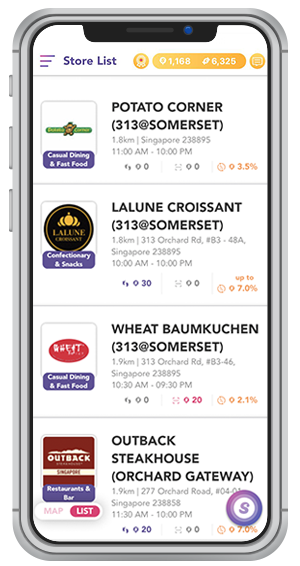 Store List
1,168
6,325
POTATO CORNER
(313@SOMERSET)
Potato Corner
Casual Dining
& Fast Food
1.8km | Singapore 238895
11:00 AM - 10:00 PM
0
0
3.5%
LALUNE CROISSANT
(313@SOMERSET)
LALUNE
CROISSANT
Confectionary
& Snacks
1.8km | 313 Orchard Rd, #B3 - 48A,
Singapore 238895
10:00 AM - 10:00 PM
30
0
up to
7.0%
WHEAT BAUMKUCHEN
(313@SOMERSET)
WHEAT
Casual Dining
& Fast Food
1.9km | 313 Orchard Rd, #B3-46,
Singapore 238895
10:30 AM - 09:30 PM
0
20
2.1%
OUTBACK
STEAKHOUSE
(ORCHARD GATEWAY)
OUTBACK
STEAKHOUSE
SINGAPORE
Restaurants &
Bar
1.9km | 277 Orchard Road, #04-0
Singapore 238858
11:30 AM - 10:00 PM
20
0
7.0%
MAP
LIST
S